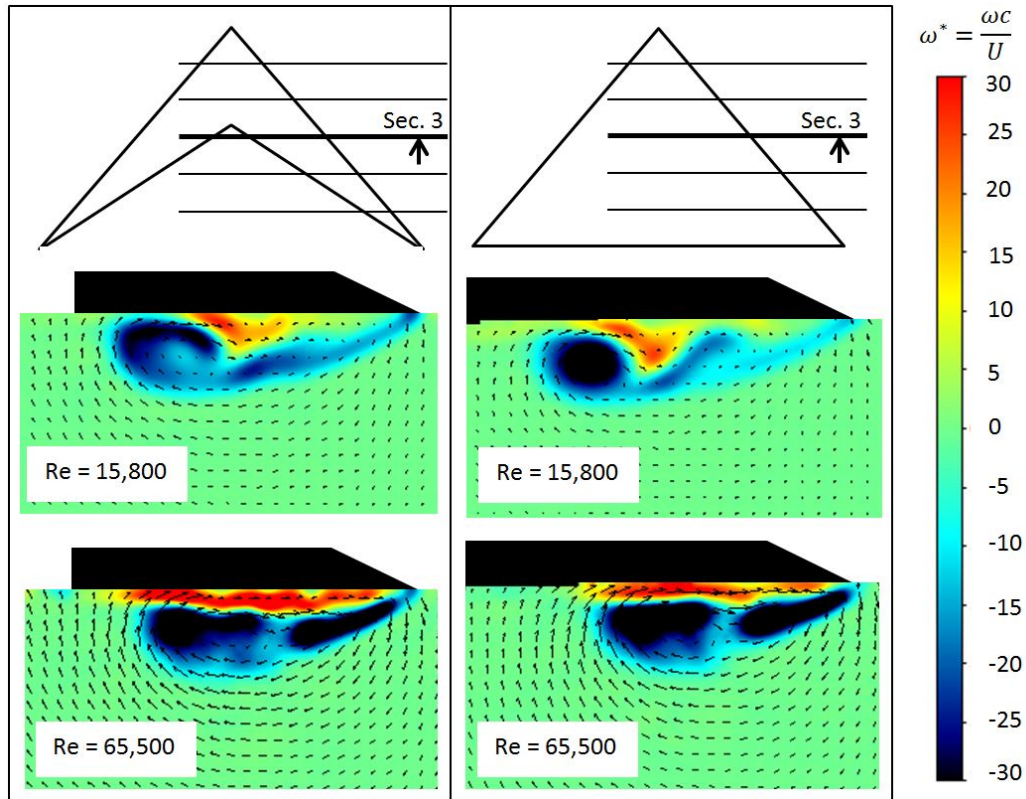 Sec. 3
Sec. 3
Re = 15,800
Re = 15,800
Re = 65,500
Re = 65,500
ω* = ωc/U
30
25
20
15
10
5
0
-5
-10
-15
-20
-25
-30